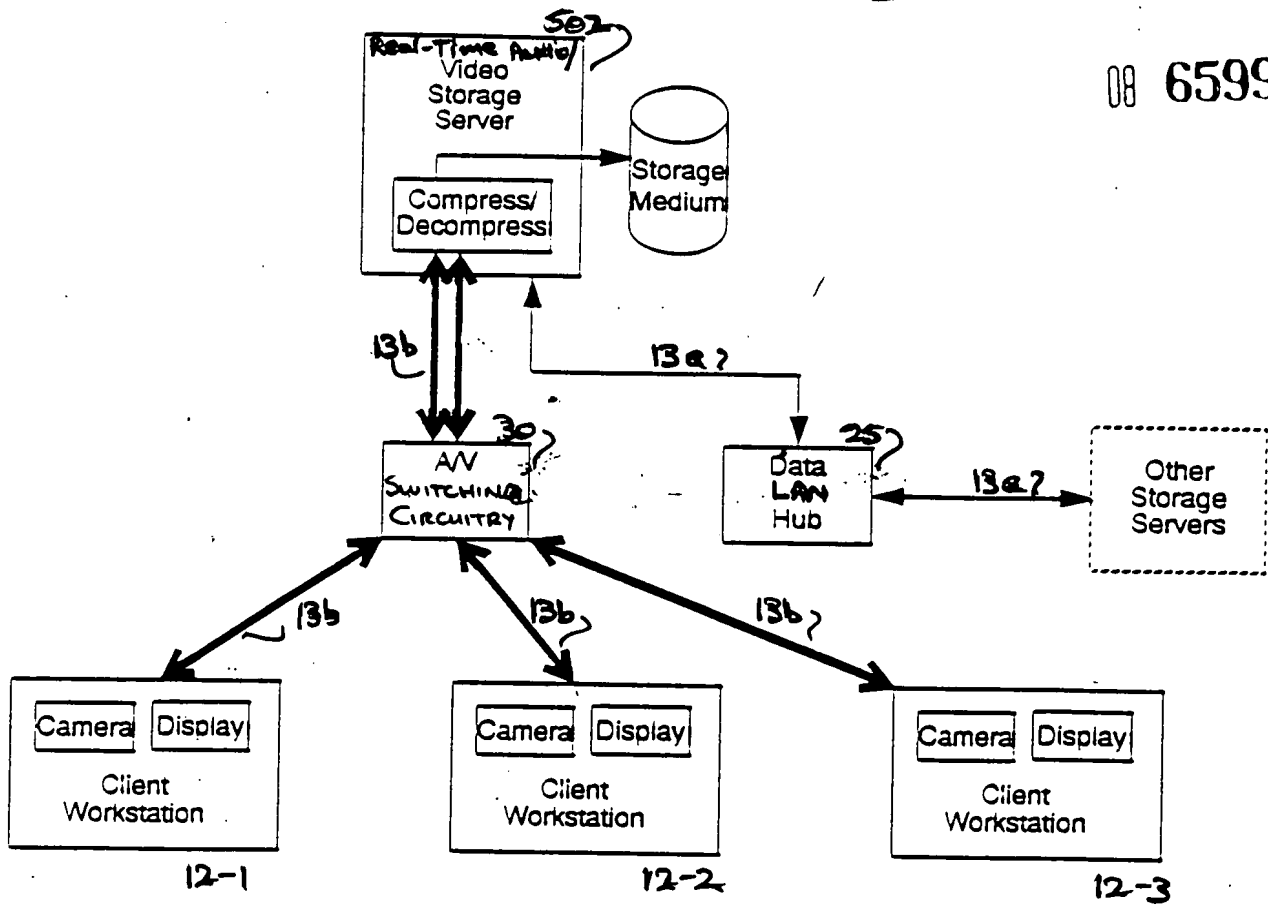 502
08 6599
Real-Time Audio/
Video
Storage
Server
Storage
Medium
Compress/
Decompress
13b
13a?
30
A/V
SWITCHING
CIRCUITRY
25
Data
LAN
Hub
13a?
Other
Storage
Servers
13b
13b
13b
Camera
Display
Client
Workstation
12-1
Camera
Display
Client
Workstation
12-2
Camera
Display
Client
Workstation
12-3